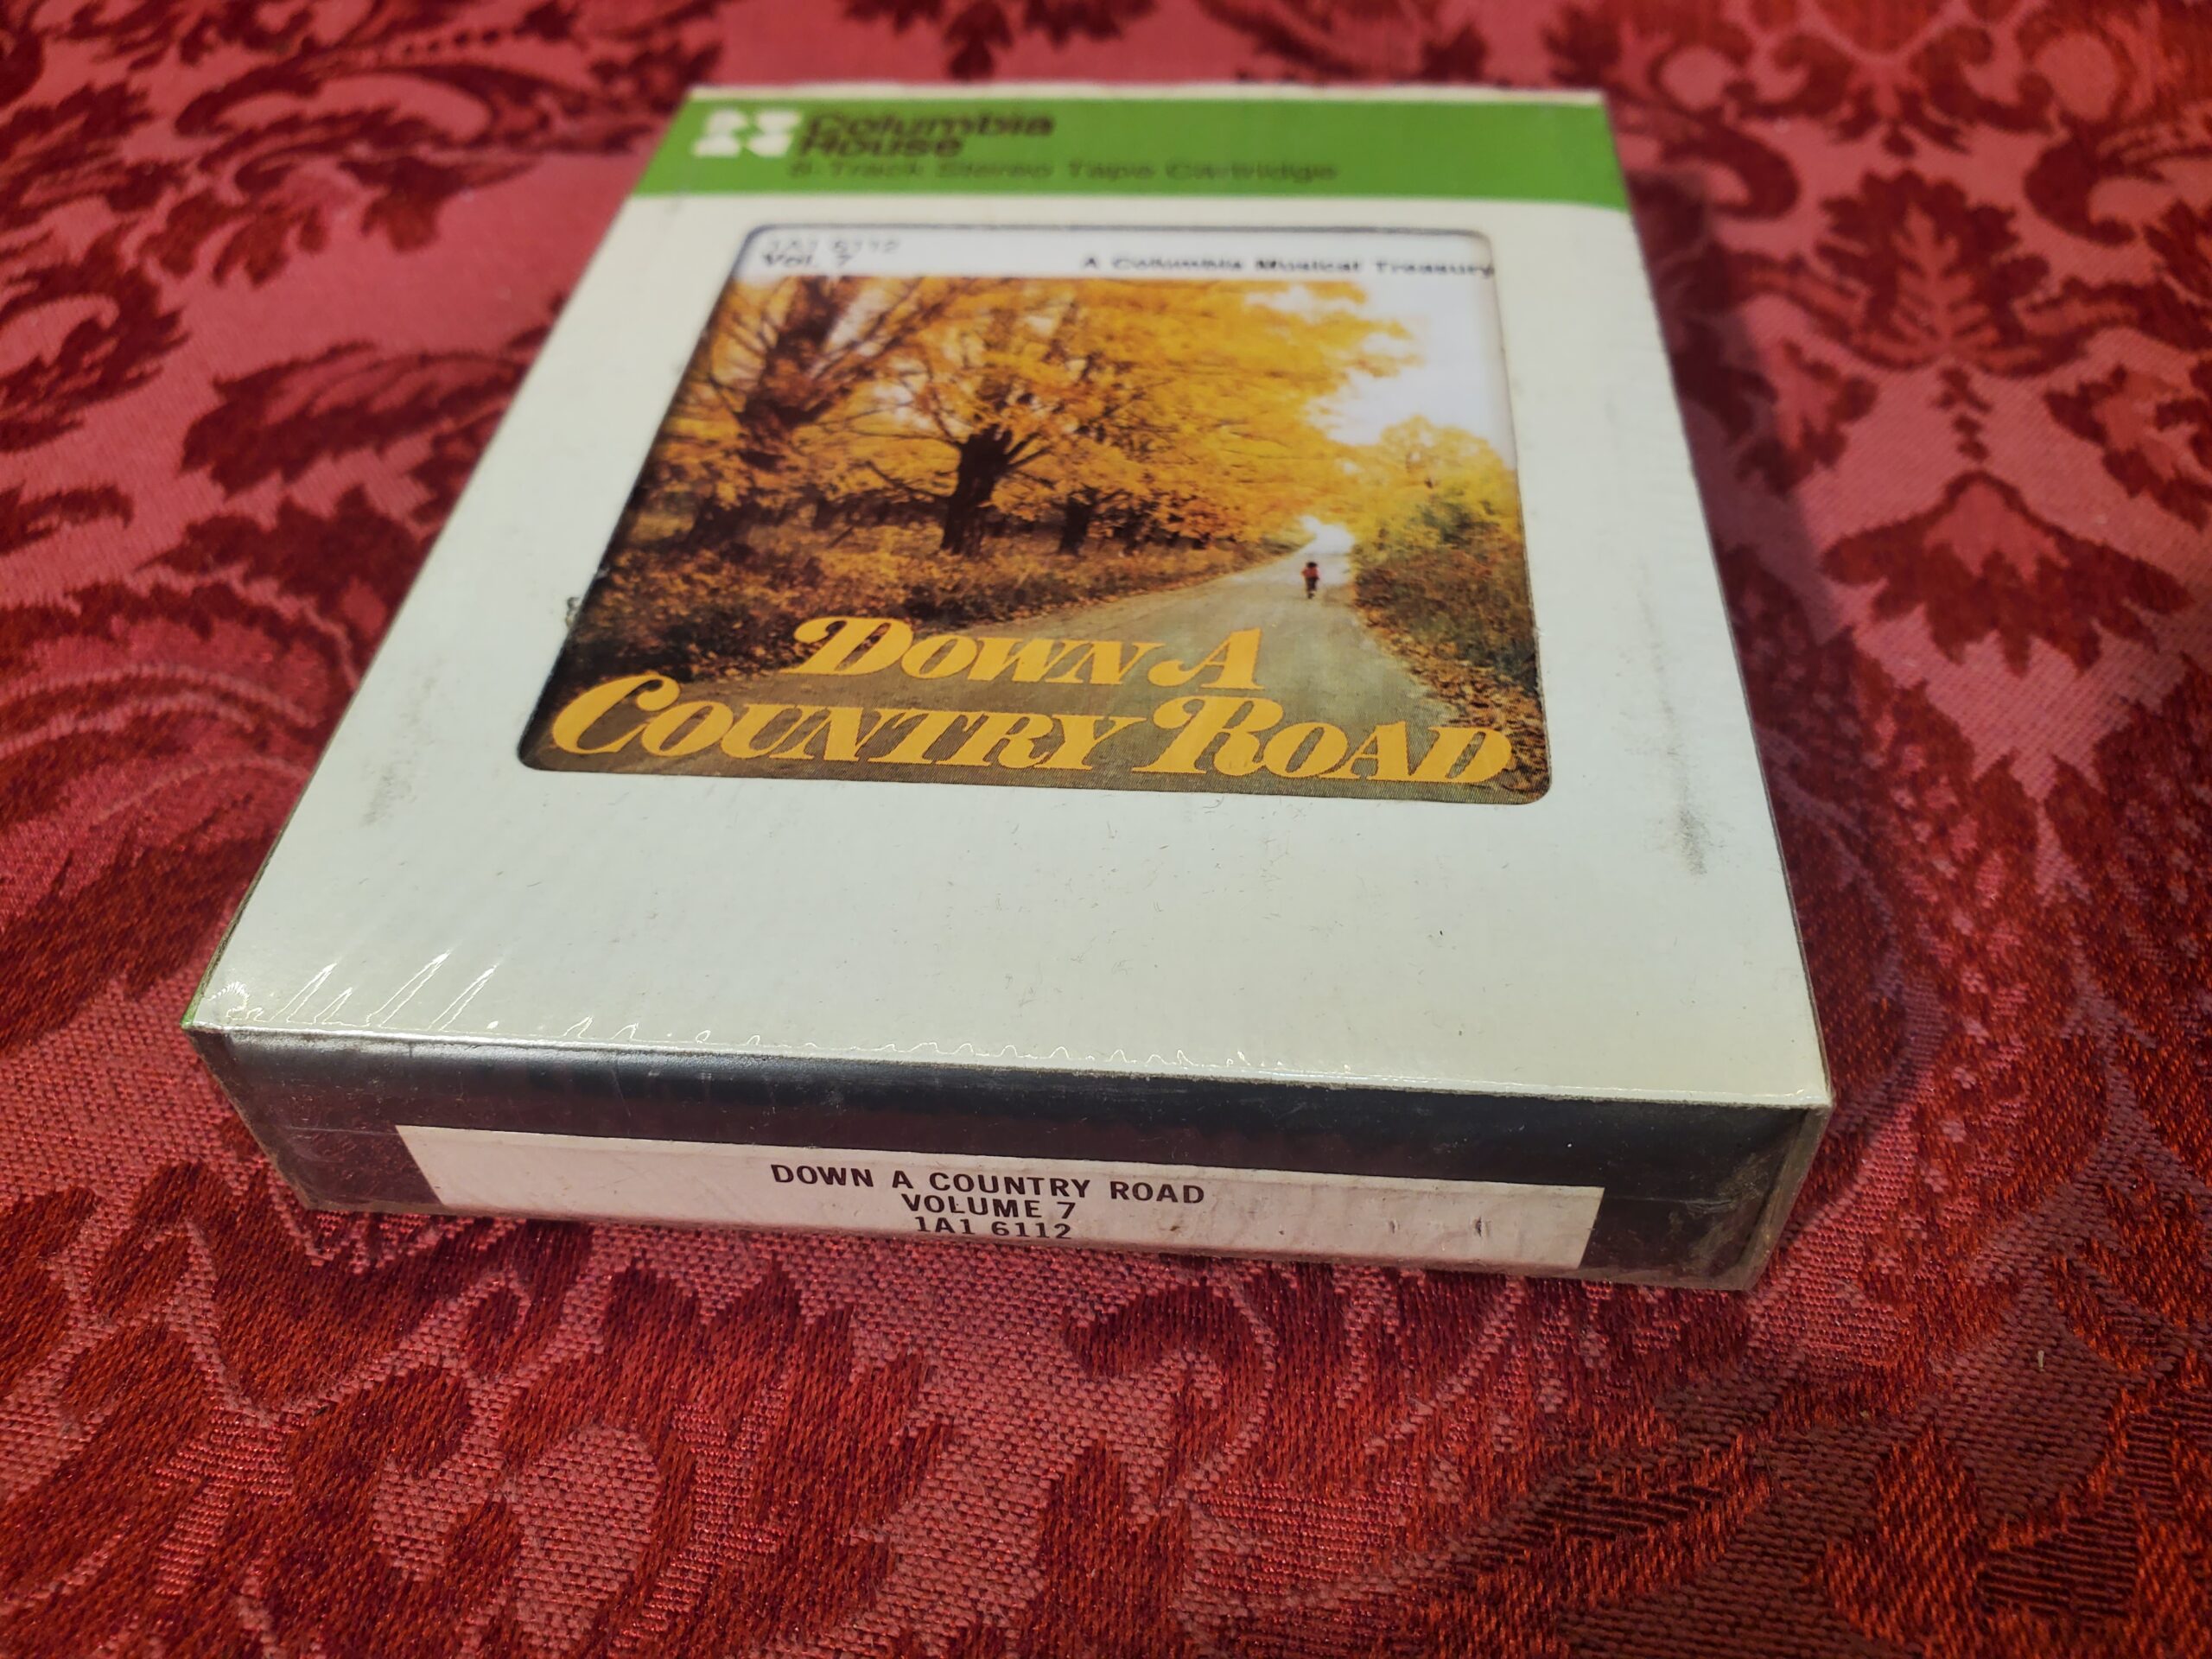 Columbia
House
8-Track Stereo Tape Cartridge
1A1 6112
Vol. 7
A Columbia Musical Treasury
DOWN A
COUNTRY ROAD
DOWN A COUNTRY ROAD
VOLUME 7
1A1 6112